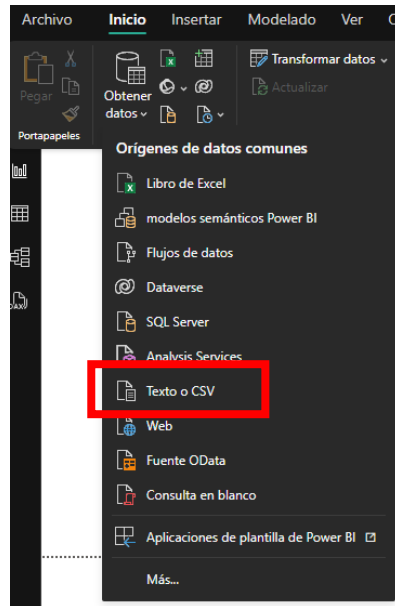 Archivo Inicio Insertar Modelado Ver
Pegar
Obtener
datos
Transformar datos
Actualizar
Portapapeles
Orígenes de datos comunes
Libro de Excel
modelos semánticos Power BI
Flujos de datos
Dataverse
SQL Server
Analysis Services
Texto o CSV
Web
Fuente OData
Consulta en blanco
Aplicaciones de plantilla de Power BI
Más...